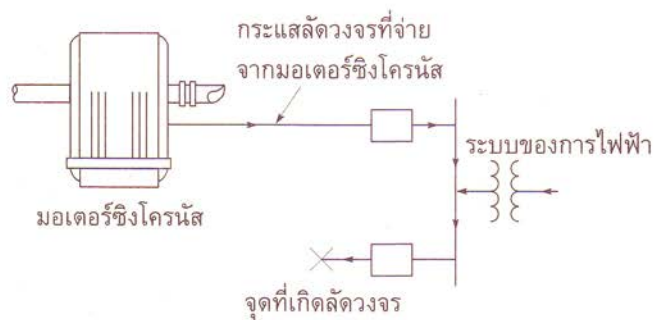 กระแสลัดวงจรที่จ่าย
จากมอเตอร์ซิงโครนัส
ระบบของการไฟฟ้า
มอเตอร์ซิงโครนัส
จุดที่เกิดลัดวงจร